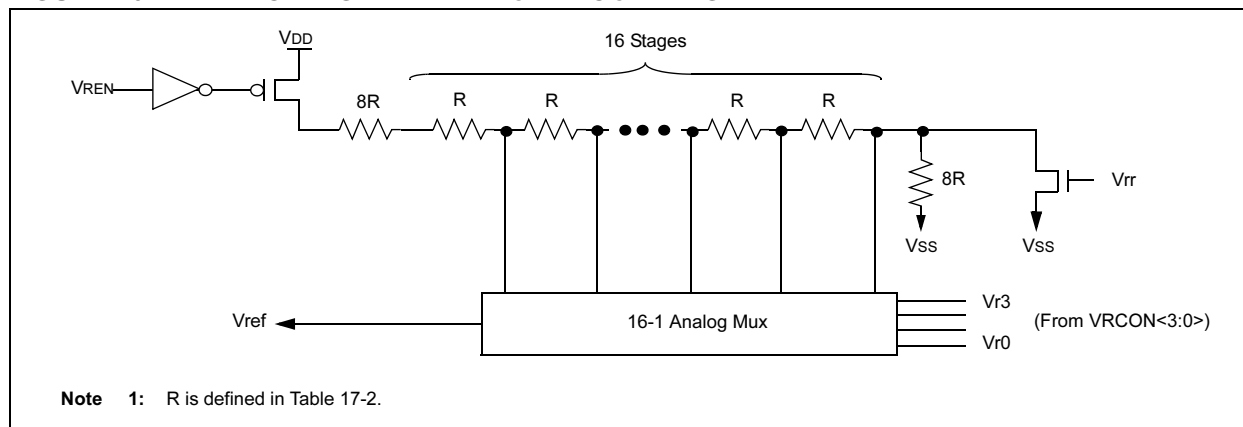 VDD
16 Stages
VREN
8R
R
R
R
R
8R
Vrr
VSS
VSS
Vr3
Vref
16-1 Analog Mux
(From VRCON<3:0>)
Vr0
Note 1: R is defined in Table 17-2.